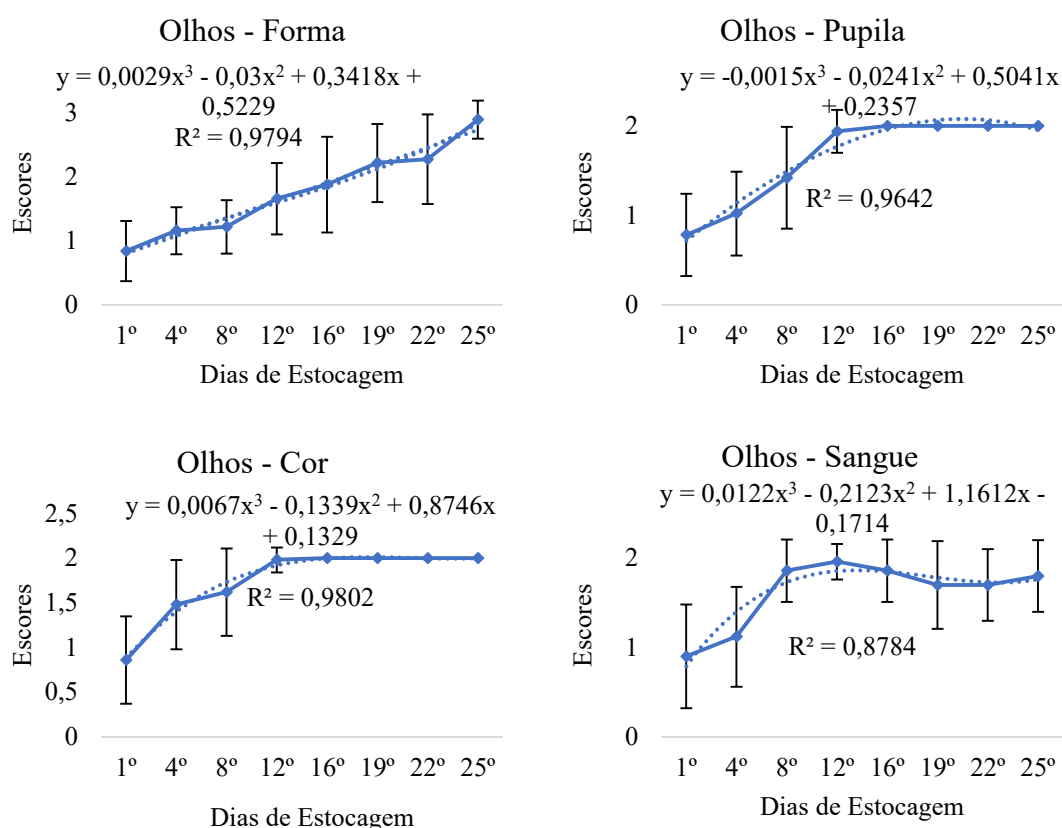 Olhos - Forma
y = 0,0029x³ - 0,03x² + 0,3418x +
0,5229
R² = 0,9794
3
2
1
0
Escores
1º 4º 8º 12º 16º 19º 22º 25º
Dias de Estocagem
Olhos - Pupila
y = -0,0015x³ - 0,0241x² + 0,5041x
+ 0,2357
R² = 0,9642
2
1
0
Escores
1º 4º 8º 12º 16º 19º 22º 25º
Dias de Estocagem
Olhos - Cor
y = 0,0067x³ - 0,1339x² + 0,8746x
+ 0,1329
R² = 0,9802
2,5
2
1,5
1
0,5
0
Escores
1º 4º 8º 12º 16º 19º 22º 25º
Dias de Estocagem
Olhos - Sangue
y = 0,0122x³ - 0,2123x² + 1,1612x -
0,1714
R² = 0,8784
2
1
0
Escores
1º 4º 8º 12º 16º 19º 22º 25º
Dias de Estocagem